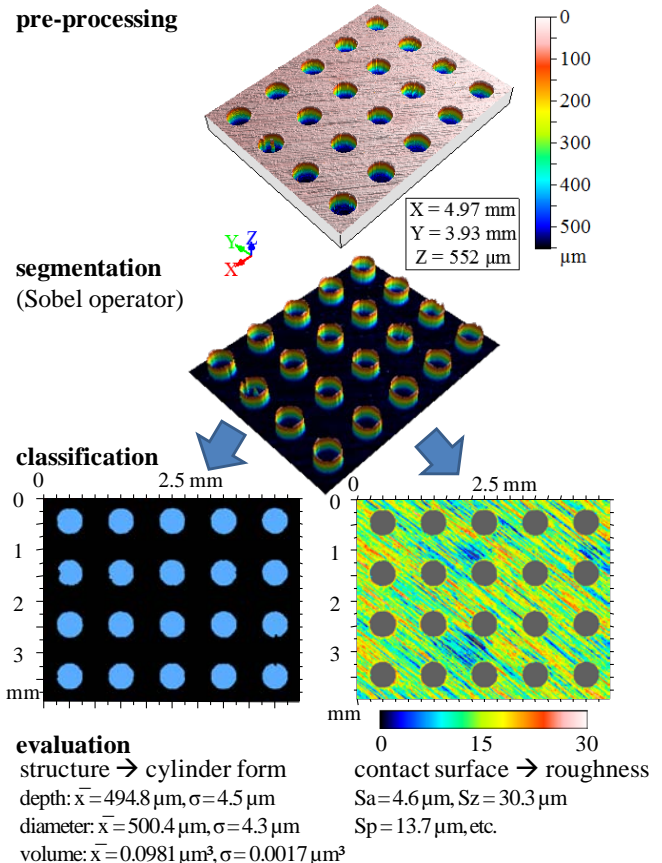 pre-processing
0
100
200
300
400
500
µm
X = 4.97 mm
Y = 3.93 mm
Z = 552 µm
Y Z
X
segmentation
(Sobel operator)
classification
0 2.5 mm
0
1
2
3
mm
0 2.5 mm
0
1
2
3
mm
0 15 30
evaluation
structure → cylinder form
depth: x̄ = 494.8 µm, σ = 4.5 µm
diameter: x̄ = 500.4 µm, σ = 4.3 µm
volume: x̄ = 0.0981 µm³, σ = 0.0017 µm³
contact surface → roughness
Sa = 4.6 µm, Sz = 30.3 µm
Sp = 13.7 µm, etc.